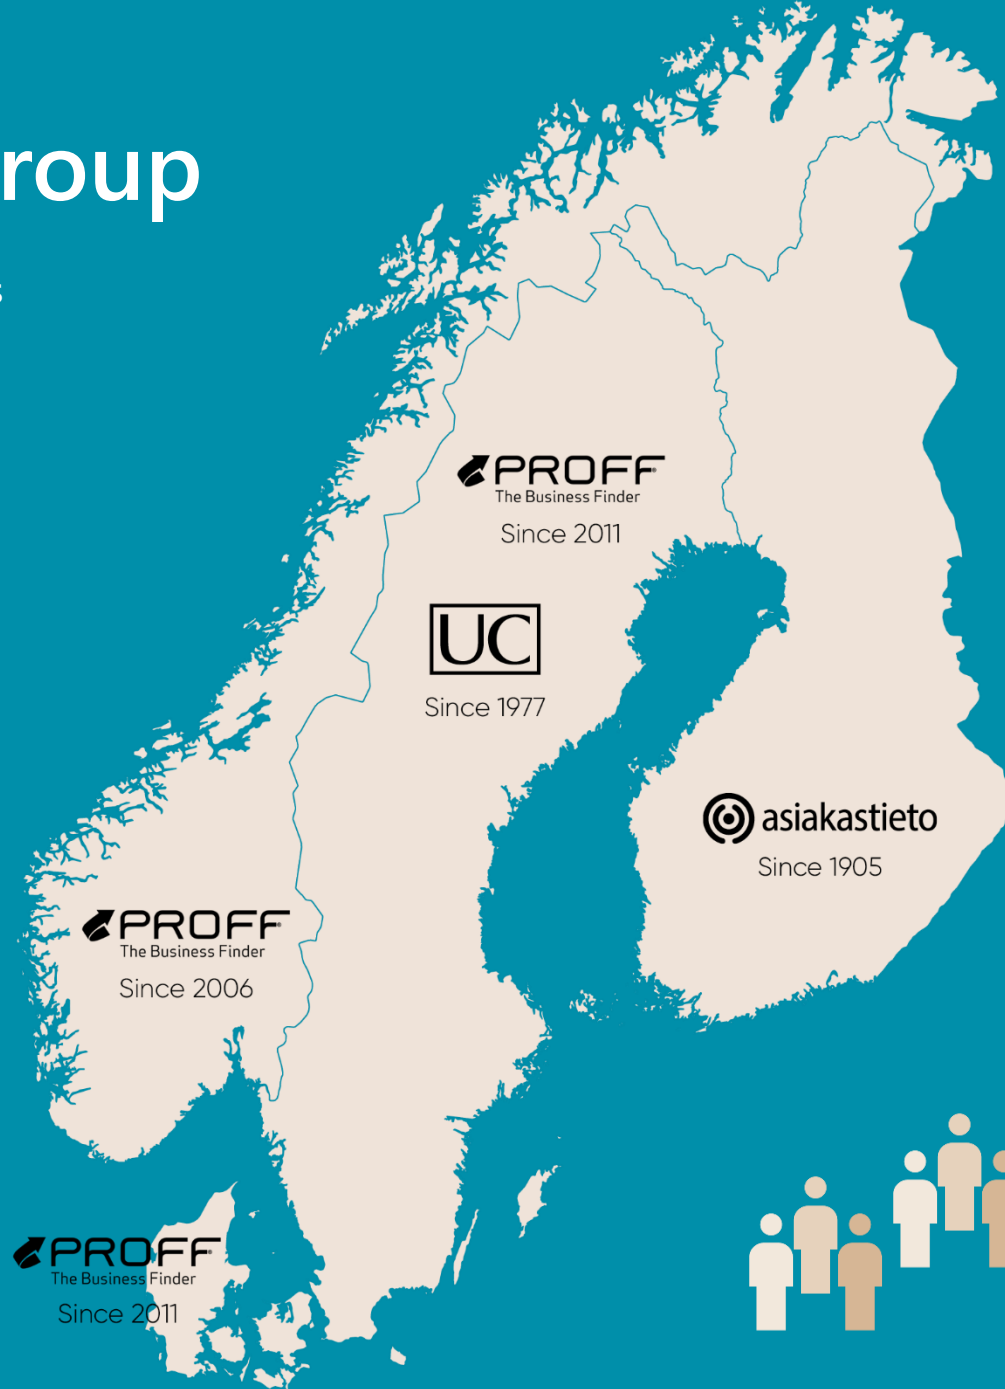 roup
s
PROFF
The Business Finder
Since 2011
UC
Since 1977
asiakastieto
Since 1905
PROFF
The Business Finder
Since 2006
PROFF
The Business Finder
Since 2011